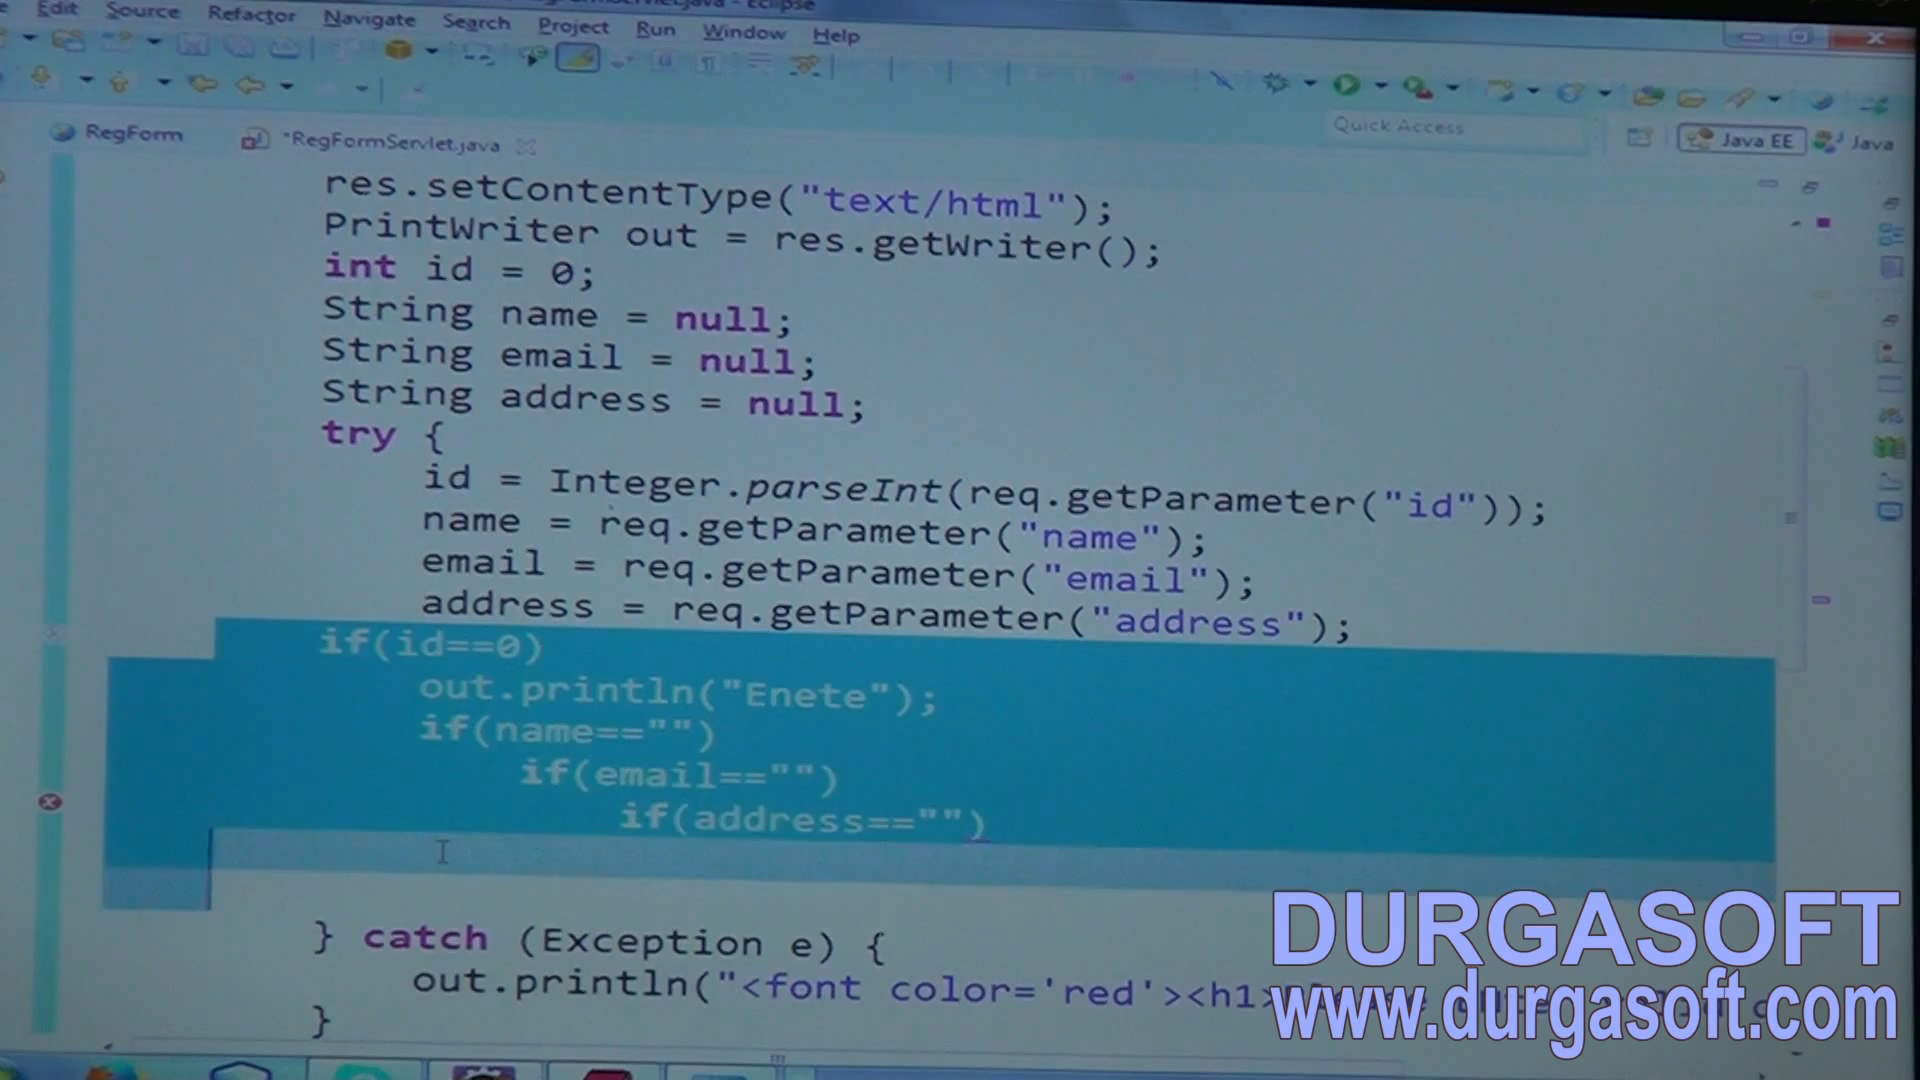 Edit Source Refactor Navigate Search Project Run Window Help
Quick Access
Java EE
Java
RegForm
*RegFormServlet.java
res.setContentType("text/html");
PrintWriter out = res.getWriter();
int id = 0;
String name = null;
String email = null;
String address = null;
try {
id = Integer.parseInt(req.getParameter("id"));
name = req.getParameter("name");
email = req.getParameter("email");
address = req.getParameter("address");
if(id==0)
out.println("Enete");
if(name=="")
if(email=="")
if(address=="")
} catch (Exception e) {
out.println("<font color='red'><h1>
}
DURGASOFT
www.durgasoft.com